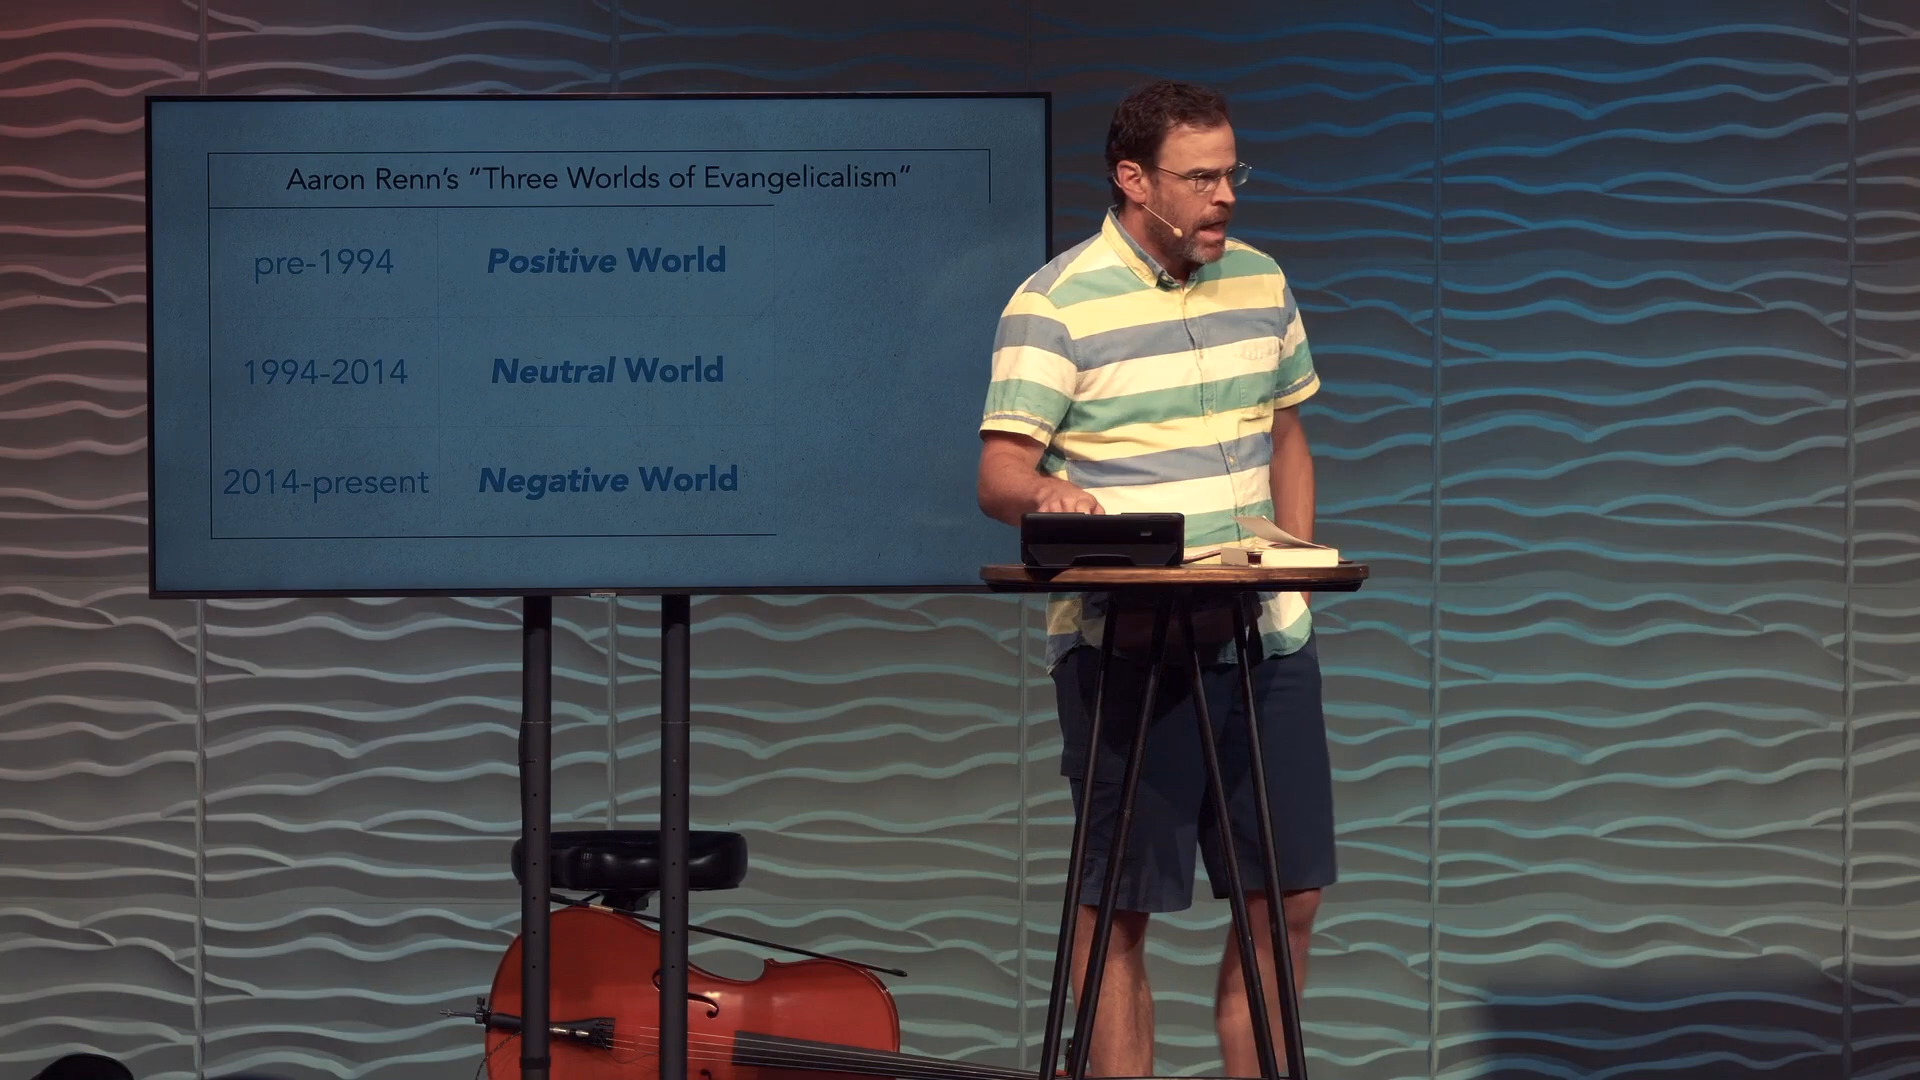 Aaron Renn's "Three Worlds of Evangelicalism"
pre-1994 Positive World
1994-2014 Neutral World
2014-present Negative World